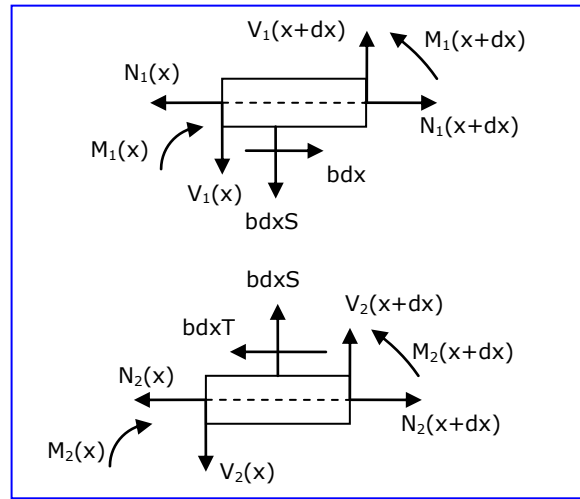 V₁(x+dx)
M₁(x+dx)
N₁(x)
N₁(x+dx)
M₁(x)
bdx
V₁(x)
bdxS
bdxS
V₂(x+dx)
bdxT
M₂(x+dx)
N₂(x)
N₂(x+dx)
M₂(x)
V₂(x)